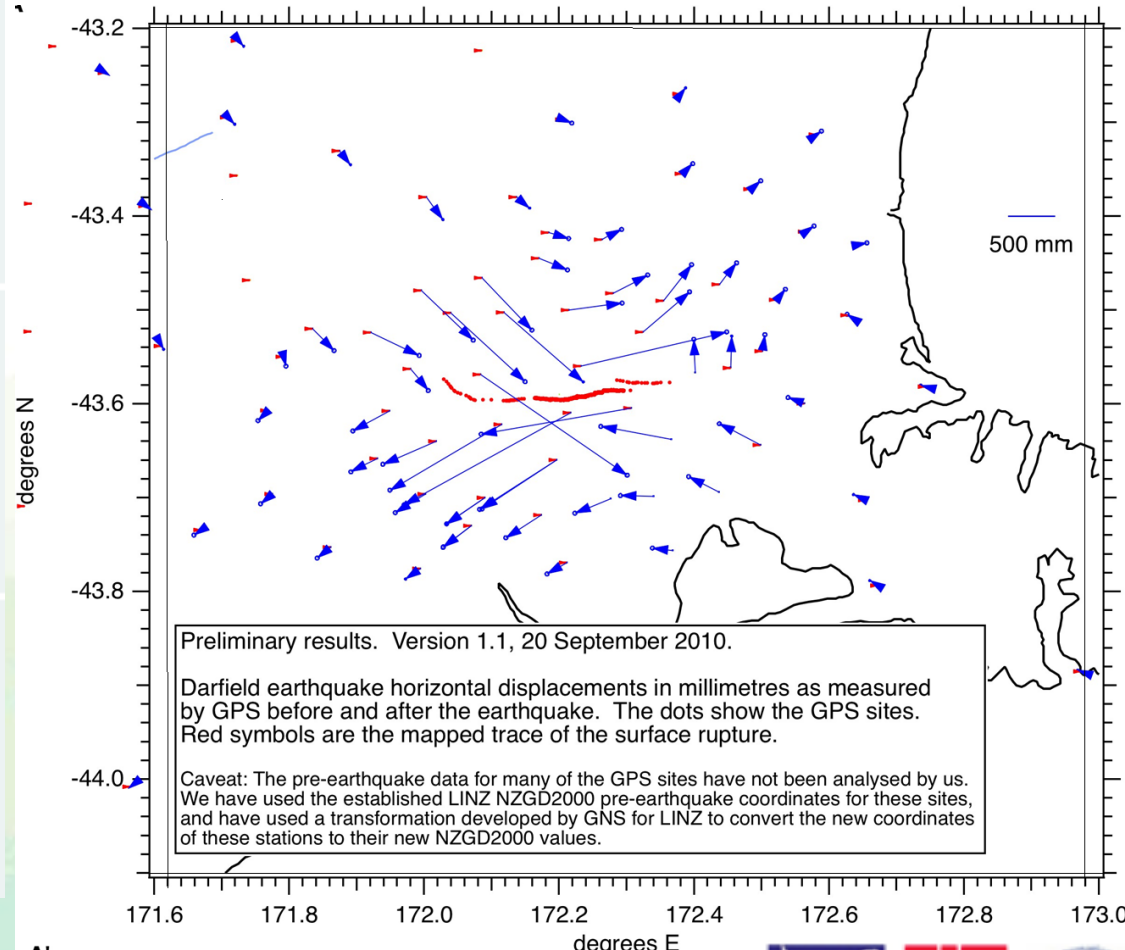 -43.2
-43.4
500 mm
-43.6
degrees N
-43.8
Preliminary results.  Version 1.1, 20 September 2010.
Darfield earthquake horizontal displacements in millimetres as measured
by GPS before and after the earthquake.  The dots show the GPS sites.
Red symbols are the mapped trace of the surface rupture.
-44.0
Caveat: The pre-earthquake data for many of the GPS sites have not been analysed by us.
We have used the established LINZ NZGD2000 pre-earthquake coordinates for these sites,
and have used a transformation developed by GNS for LINZ to convert the new coordinates
of these stations to their new NZGD2000 values.
171.6 171.8 172.0 172.2 172.4 172.6 172.8 173.0
degrees E